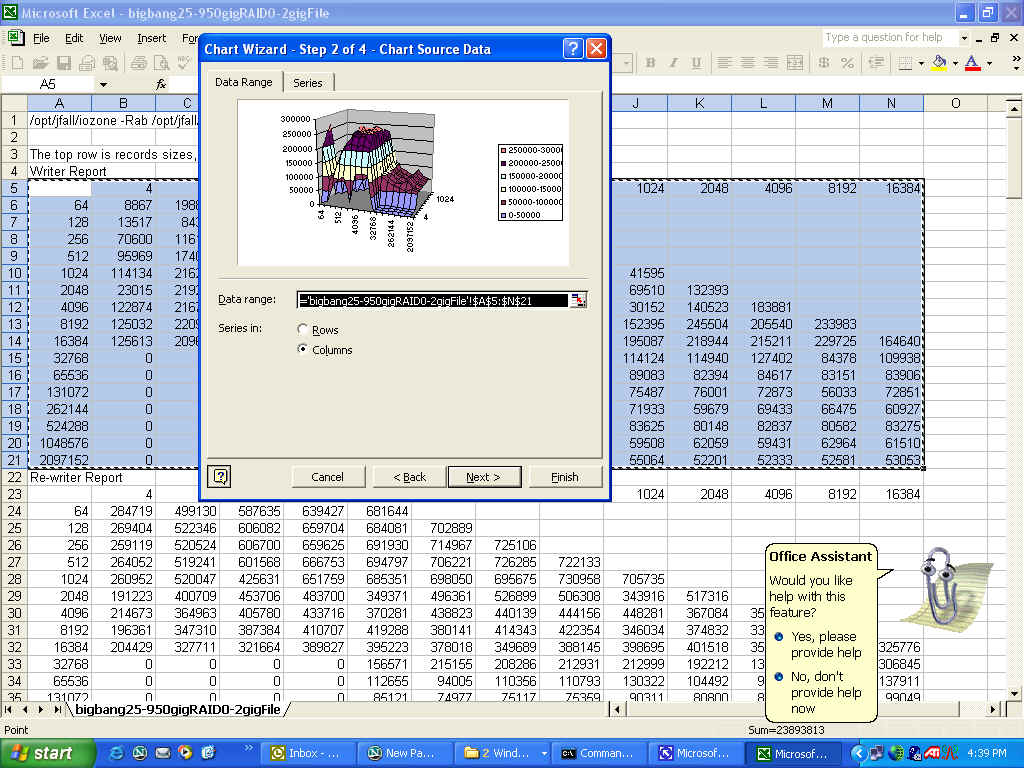 Microsoft Excel - bigbang25-950gigRAID0-2gigFile
File Edit View Insert For
Type a question for help
A5 fx
Chart Wizard - Step 2 of 4 - Chart Source Data
Data Range Series
300000
250000
200000
150000
100000
50000
0
64 512 4096 32768 262144 2097152
4 1024
250000-30000
200000-2500
150000-20000
100000-15000
50000-100000
0-50000
Data range: ='bigbang25-950gigRAID0-2gigFile'!$A$5:$N$21
Series in: Rows
Columns
Cancel < Back Next > Finish
A B C J K L M N O
1 /opt/jfall/iozone -Rab /opt/jfall
2
3 The top row is records sizes,
4 Writer Report
5 4 1024 2048 4096 8192 16384
6 64 8867 1988
7 128 13517 843
8 256 70600 1161
9 512 95969 1740
10 1024 114134 2162 41595
11 2048 23015 2192 69510 132393
12 4096 122874 2162 30152 140523 183881
13 8192 125032 2209 152395 245504 205540 233983
14 16384 125613 2096 195087 218944 215211 229725 164640
15 32768 0 114124 114940 127402 84378 109938
16 65536 0 89083 82394 84617 83151 83906
17 131072 0 75487 76001 72873 56033 72851
18 262144 0 71933 59679 69433 66475 60927
19 524288 0 83625 80148 82837 80582 83275
20 1048576 0 59508 62059 59431 62964 61510
21 2097152 0 55064 52201 52333 52581 53053
22 Re-writer Report
23 4 1024 2048 4096 8192 16384
24 64 284719 499130 587635 639427 681644
25 128 269404 522346 606082 659704 684081 702889
26 256 259119 520524 606700 659625 691930 714967 725106
27 512 264052 519241 601568 666753 694797 706221 726285 722133
28 1024 260952 520047 425631 651759 685351 698050 695675 730958 705735
29 2048 191223 400709 453706 483700 349371 496361 526899 506308 343916 517316
30 4096 214673 364963 405780 433716 370281 438823 440139 444156 448281 367084 35
31 8192 196361 347310 387384 410707 419288 380141 414343 422354 346034 374832 33
32 16384 204429 327711 321664 389827 395223 378018 349689 388145 398695 401518 35 325776
33 32768 0 0 0 0 156571 215155 208286 212931 212999 192212 13 306845
34 65536 0 0 0 0 112655 94005 110356 110793 130322 104492 9 137911
35 131072 0 0 0 0 85121 74977 75117 75359 90311 80800 8 99049
Office Assistant
Would you like
help with this
feature?
Yes, please
provide help
No, don't
provide help
now
bigbang25-950gigRAID0-2gigFile
Point Sum=23893813
start Inbox - ... New Pa... 2 Wind... Comman... Microsof... Microsof... 4:39 PM